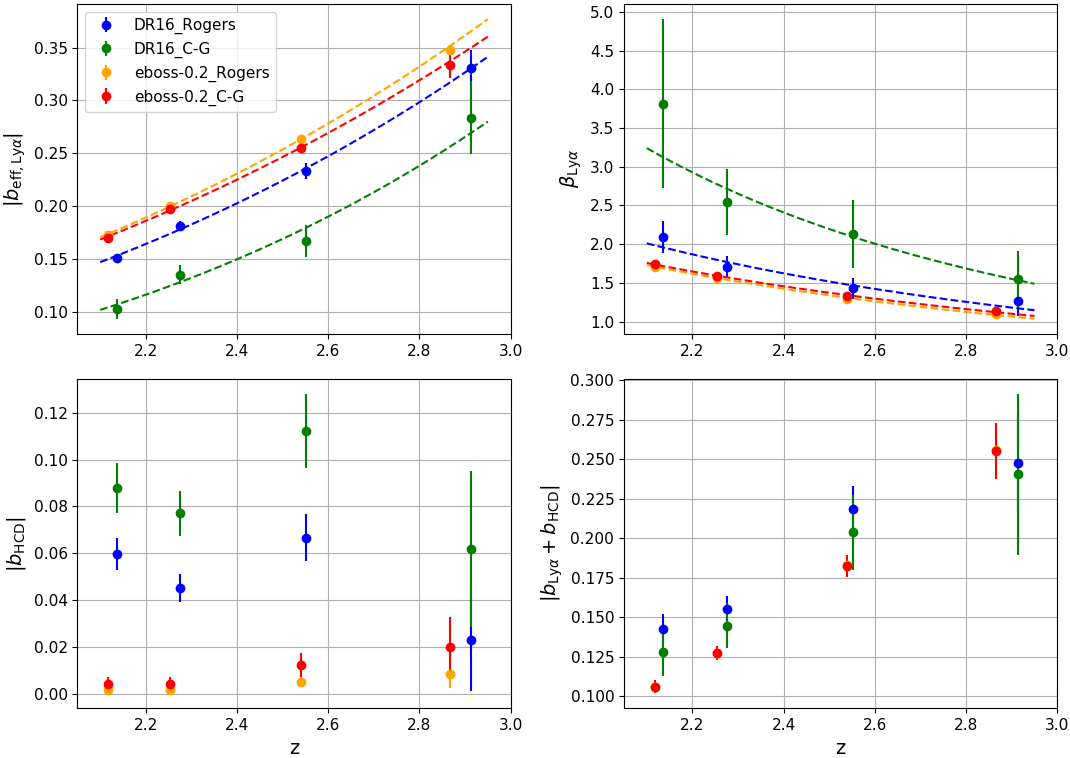 |b_eff, Lyα|
0.35
0.30
0.25
0.20
0.15
0.10
DR16_Rogers
DR16_C-G
eboss-0.2_Rogers
eboss-0.2_C-G
2.2 2.4 2.6 2.8 3.0
β_Lyα
5.0
4.5
4.0
3.5
3.0
2.5
2.0
1.5
1.0
2.2 2.4 2.6 2.8 3.0
|b_HCD|
0.12
0.10
0.08
0.06
0.04
0.02
0.00
2.2 2.4 2.6 2.8 3.0
z
|b_Lyα + b_HCD|
0.300
0.275
0.250
0.225
0.200
0.175
0.150
0.125
0.100
2.2 2.4 2.6 2.8 3.0
z